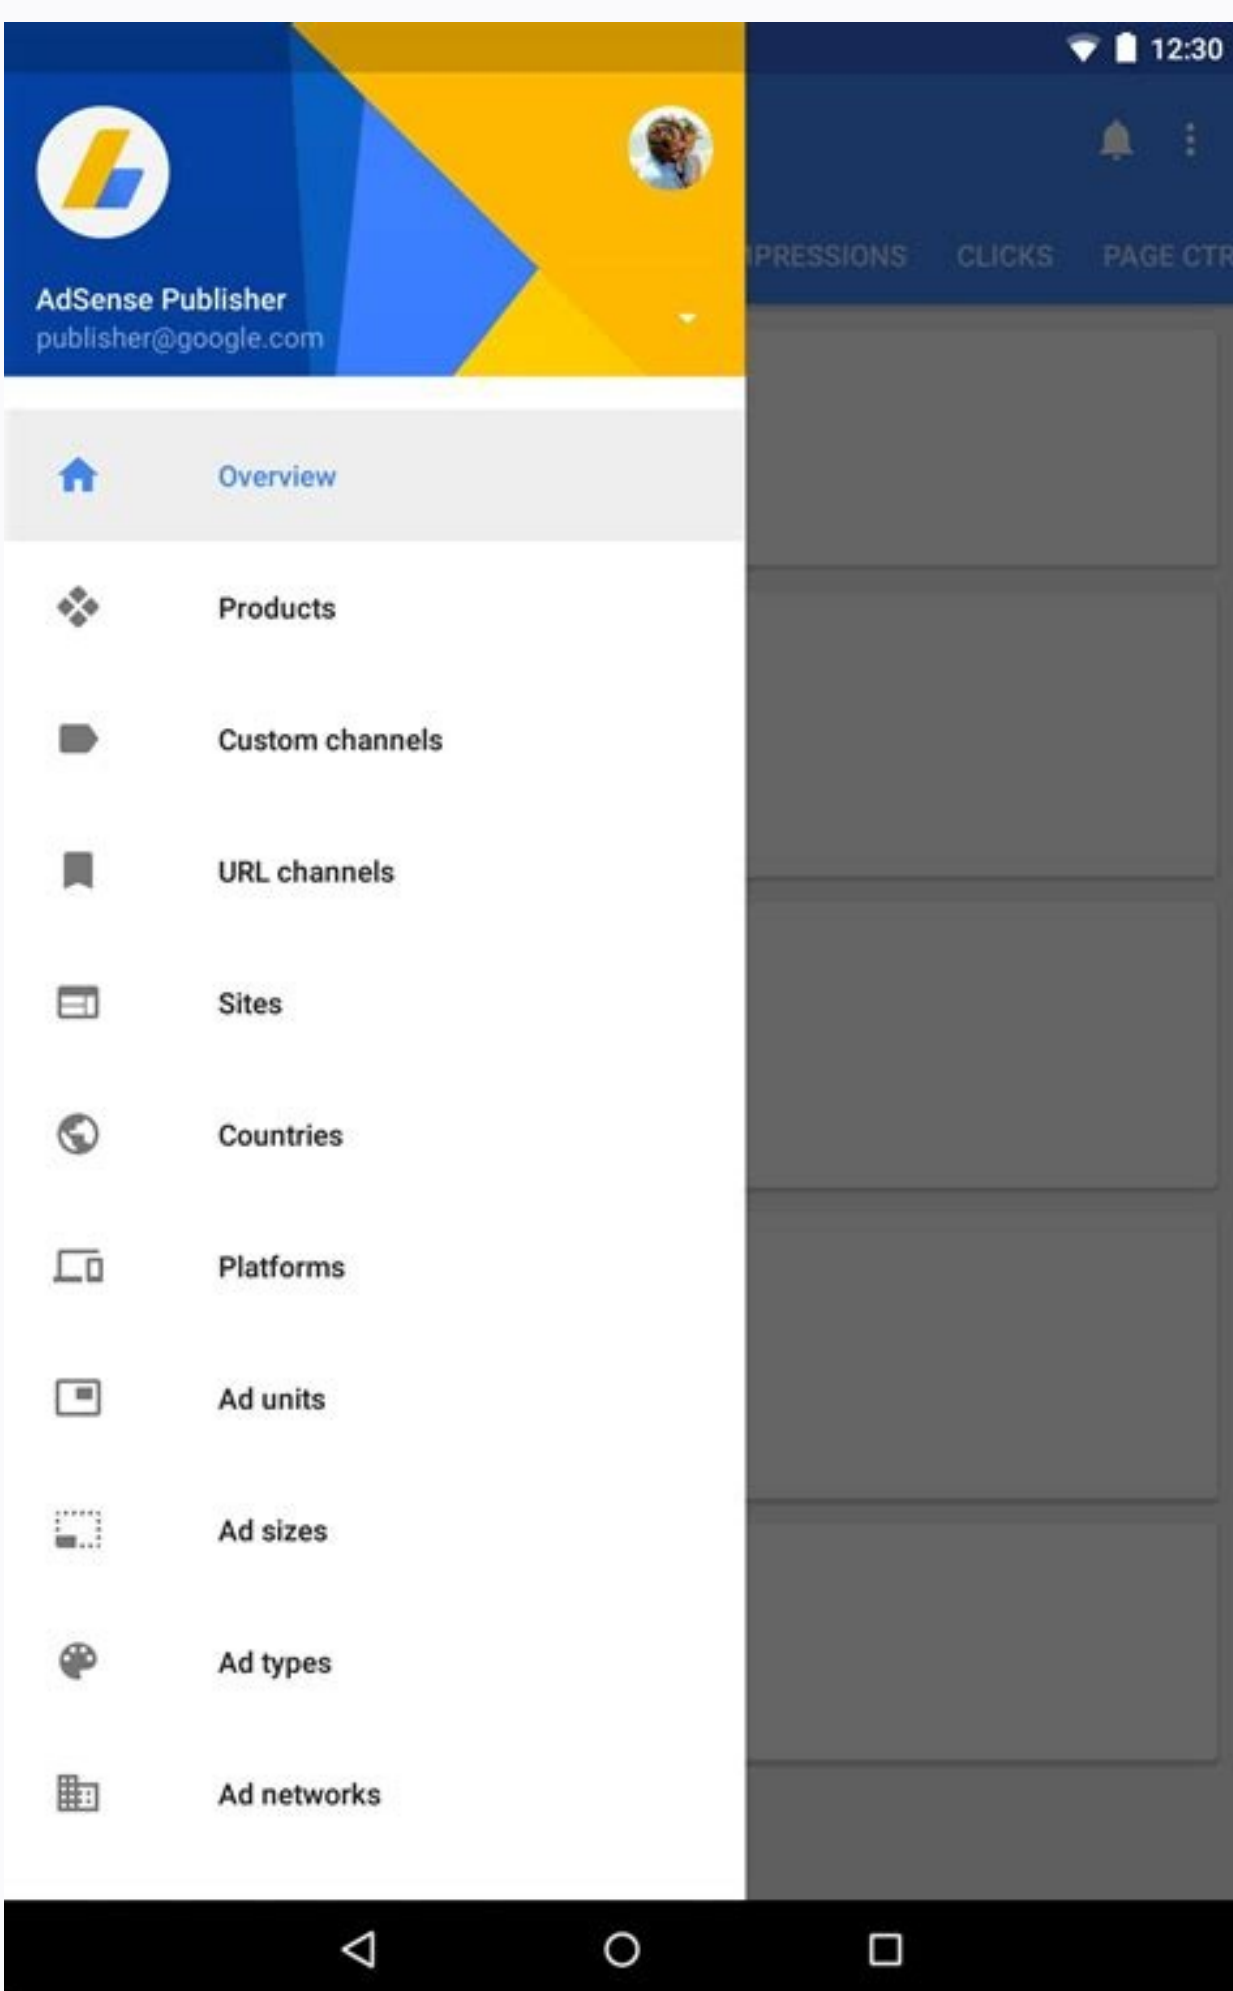 12:30
IPRESSIONS CLICKS PAGE CTR
AdSense Publisher
publisher@google.com
Overview
Products
Custom channels
URL channels
Sites
Countries
Platforms
Ad units
Ad sizes
Ad types
Ad networks